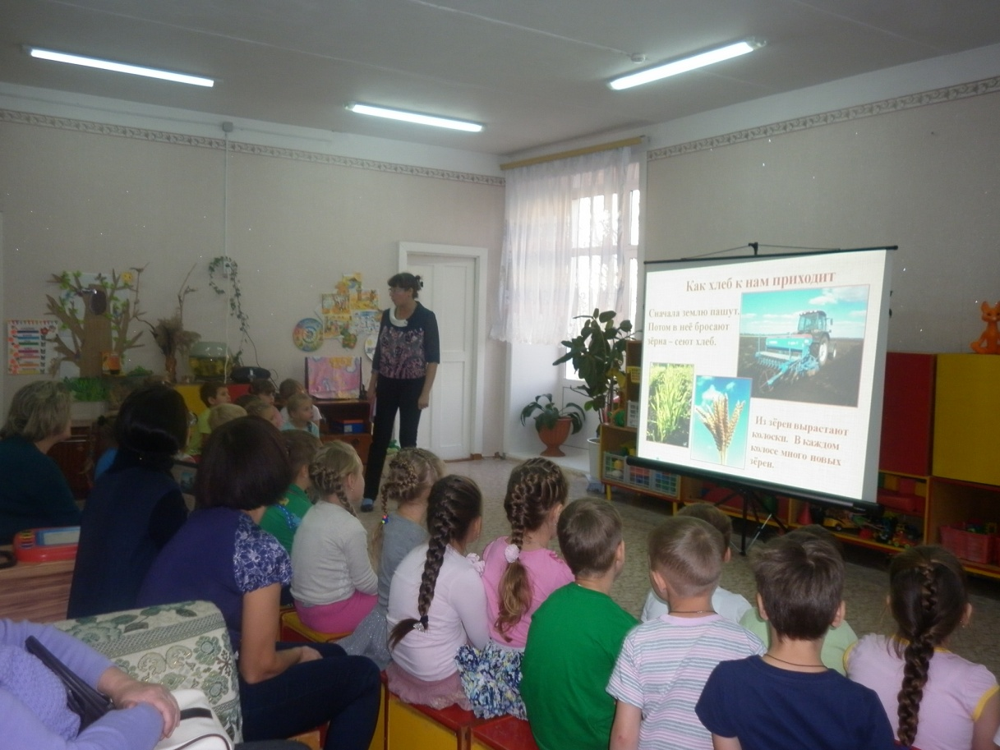 Как хлеб к нам приходит
Сначала землю пашут.
Потом в неё бросают
зёрна – сеют хлеб.
Из зёрен вырастают
колоски. В каждом
колосе много новых
зёрен.